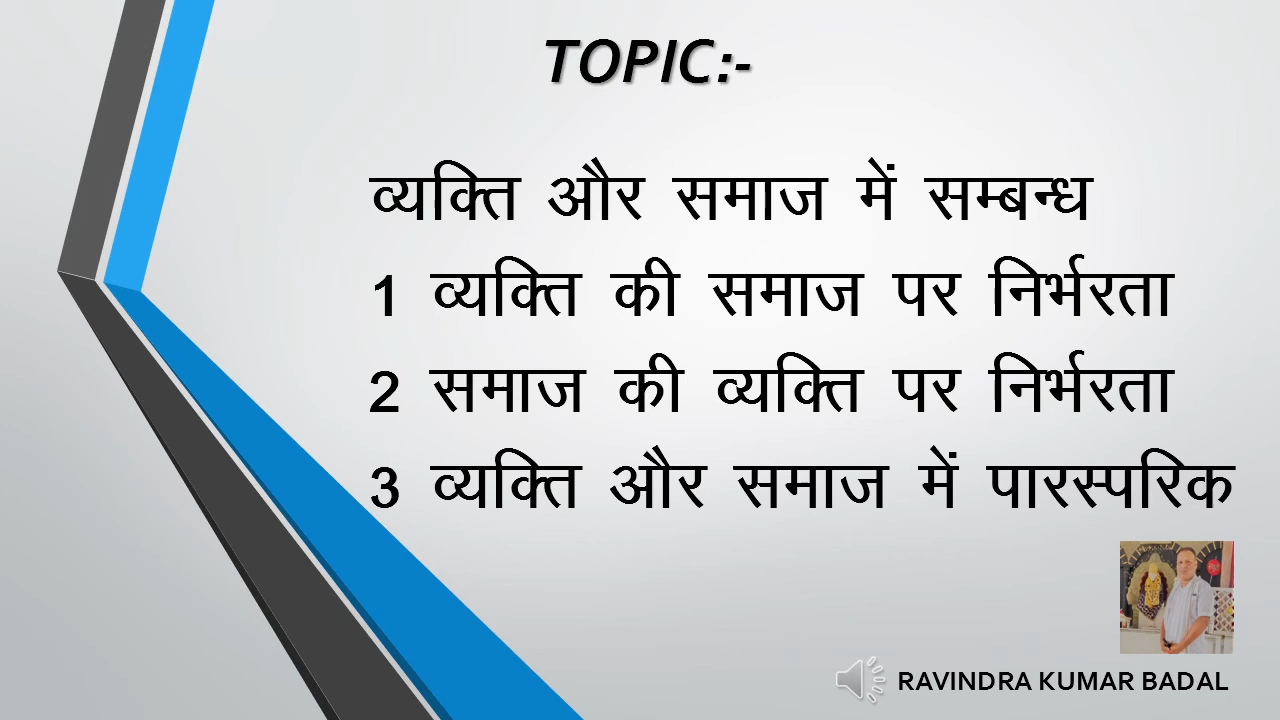 TOPIC:-
व्यक्ति और समाज में सम्बन्ध
1 व्यक्ति की समाज पर निर्भरता
2 समाज की व्यक्ति पर निर्भरता
3 व्यक्ति और समाज में पारस्परिक
RAVINDRA KUMAR BADAL